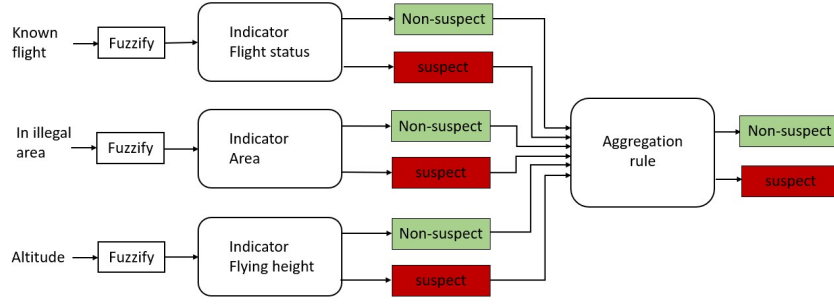 Known
flight
Fuzzify
Indicator
Flight status
Non-suspect
suspect
In illegal
area
Fuzzify
Indicator
Area
Non-suspect
suspect
Altitude
Fuzzify
Indicator
Flying height
Non-suspect
suspect
Aggregation
rule
Non-suspect
suspect